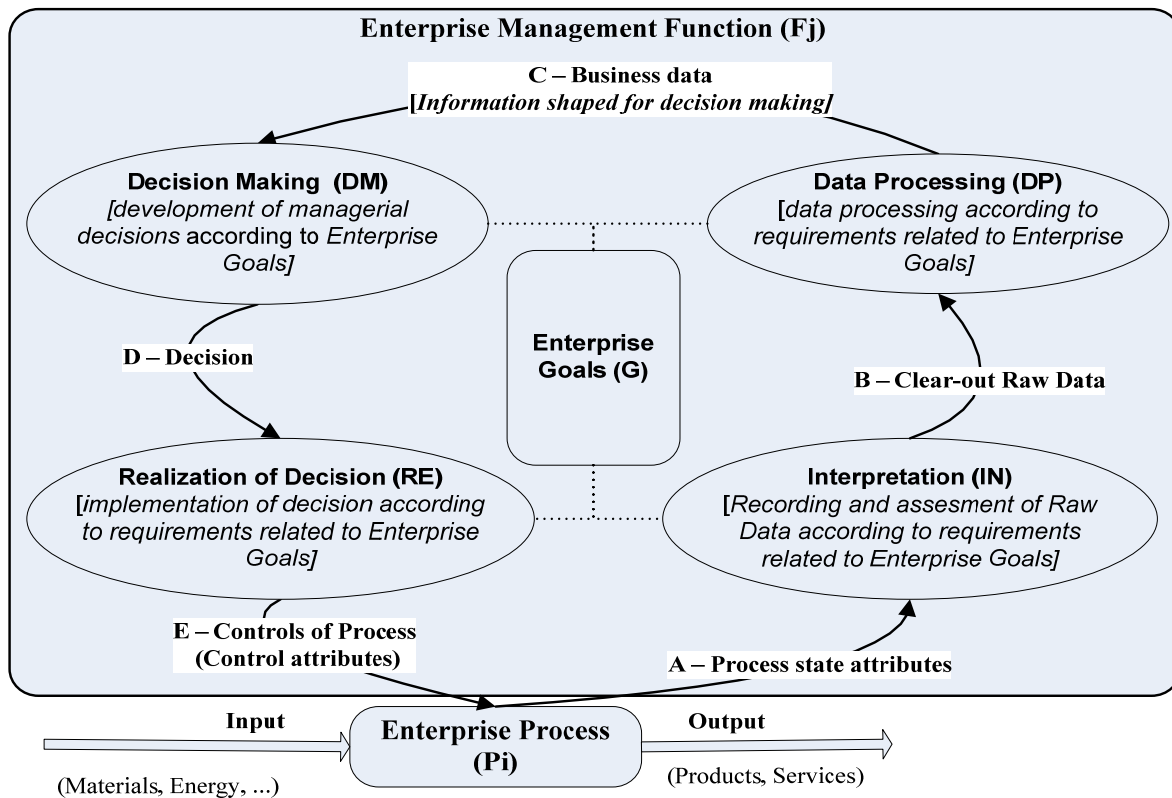 Enterprise Management Function (Fj)
C – Business data
[Information shaped for decision making]
Decision Making (DM)
[development of managerial
decisions according to Enterprise
Goals]
Data Processing (DP)
[data processing according to
requirements related to Enterprise
Goals]
Enterprise
Goals (G)
D – Decision
B – Clear-out Raw Data
Realization of Decision (RE)
[implementation of decision according
to requirements related to Enterprise
Goals]
Interpretation (IN)
[Recording and assesment of Raw
Data according to requirements
related to Enterprise Goals]
E – Controls of Process
(Control attributes)
A – Process state attributes
Input
Enterprise Process
(Pi)
Output
(Materials, Energy, ...)
(Products, Services)